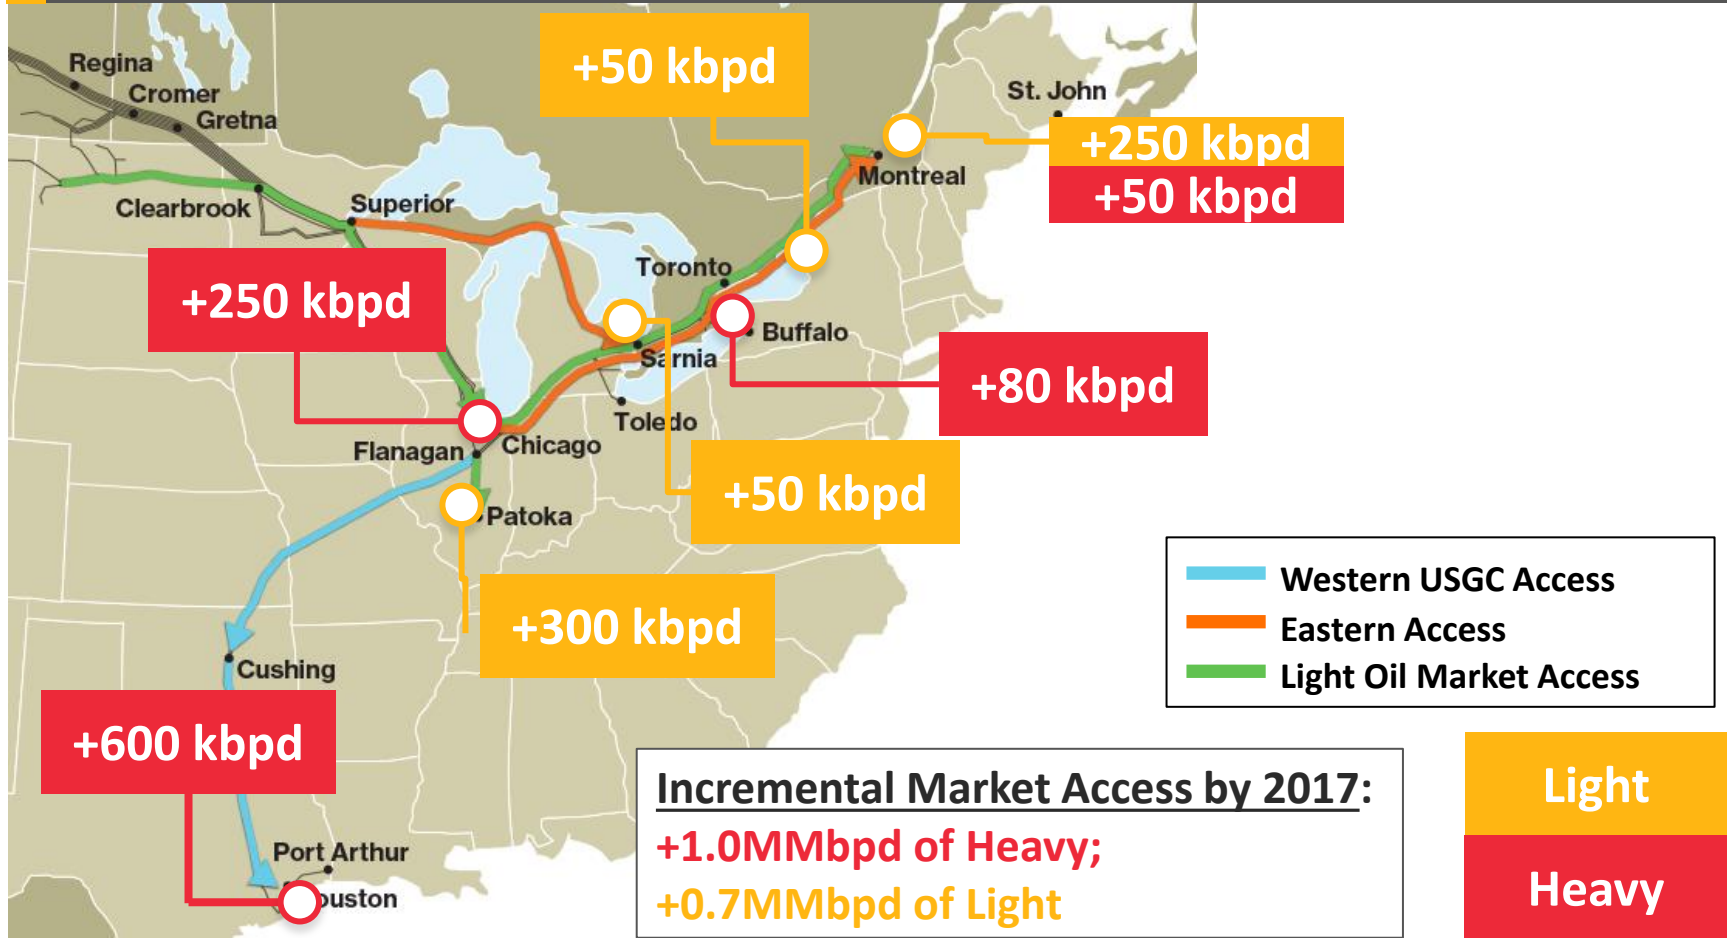 +50 kbpd
Regina
Cromer
Gretna
St. John
+250 kbpd
+50 kbpd
Montreal
Clearbrook
Superior
Toronto
+250 kbpd
Buffalo
Sarnia
+80 kbpd
Toledo
Flanagan
Chicago
+50 kbpd
Patoka
Western USGC Access
+300 kbpd
Eastern Access
Cushing
Light Oil Market Access
+600 kbpd
Incremental Market Access by 2017:
+1.0MMbpd of Heavy;
+0.7MMbpd of Light
Light
Heavy
Port Arthur
ouston